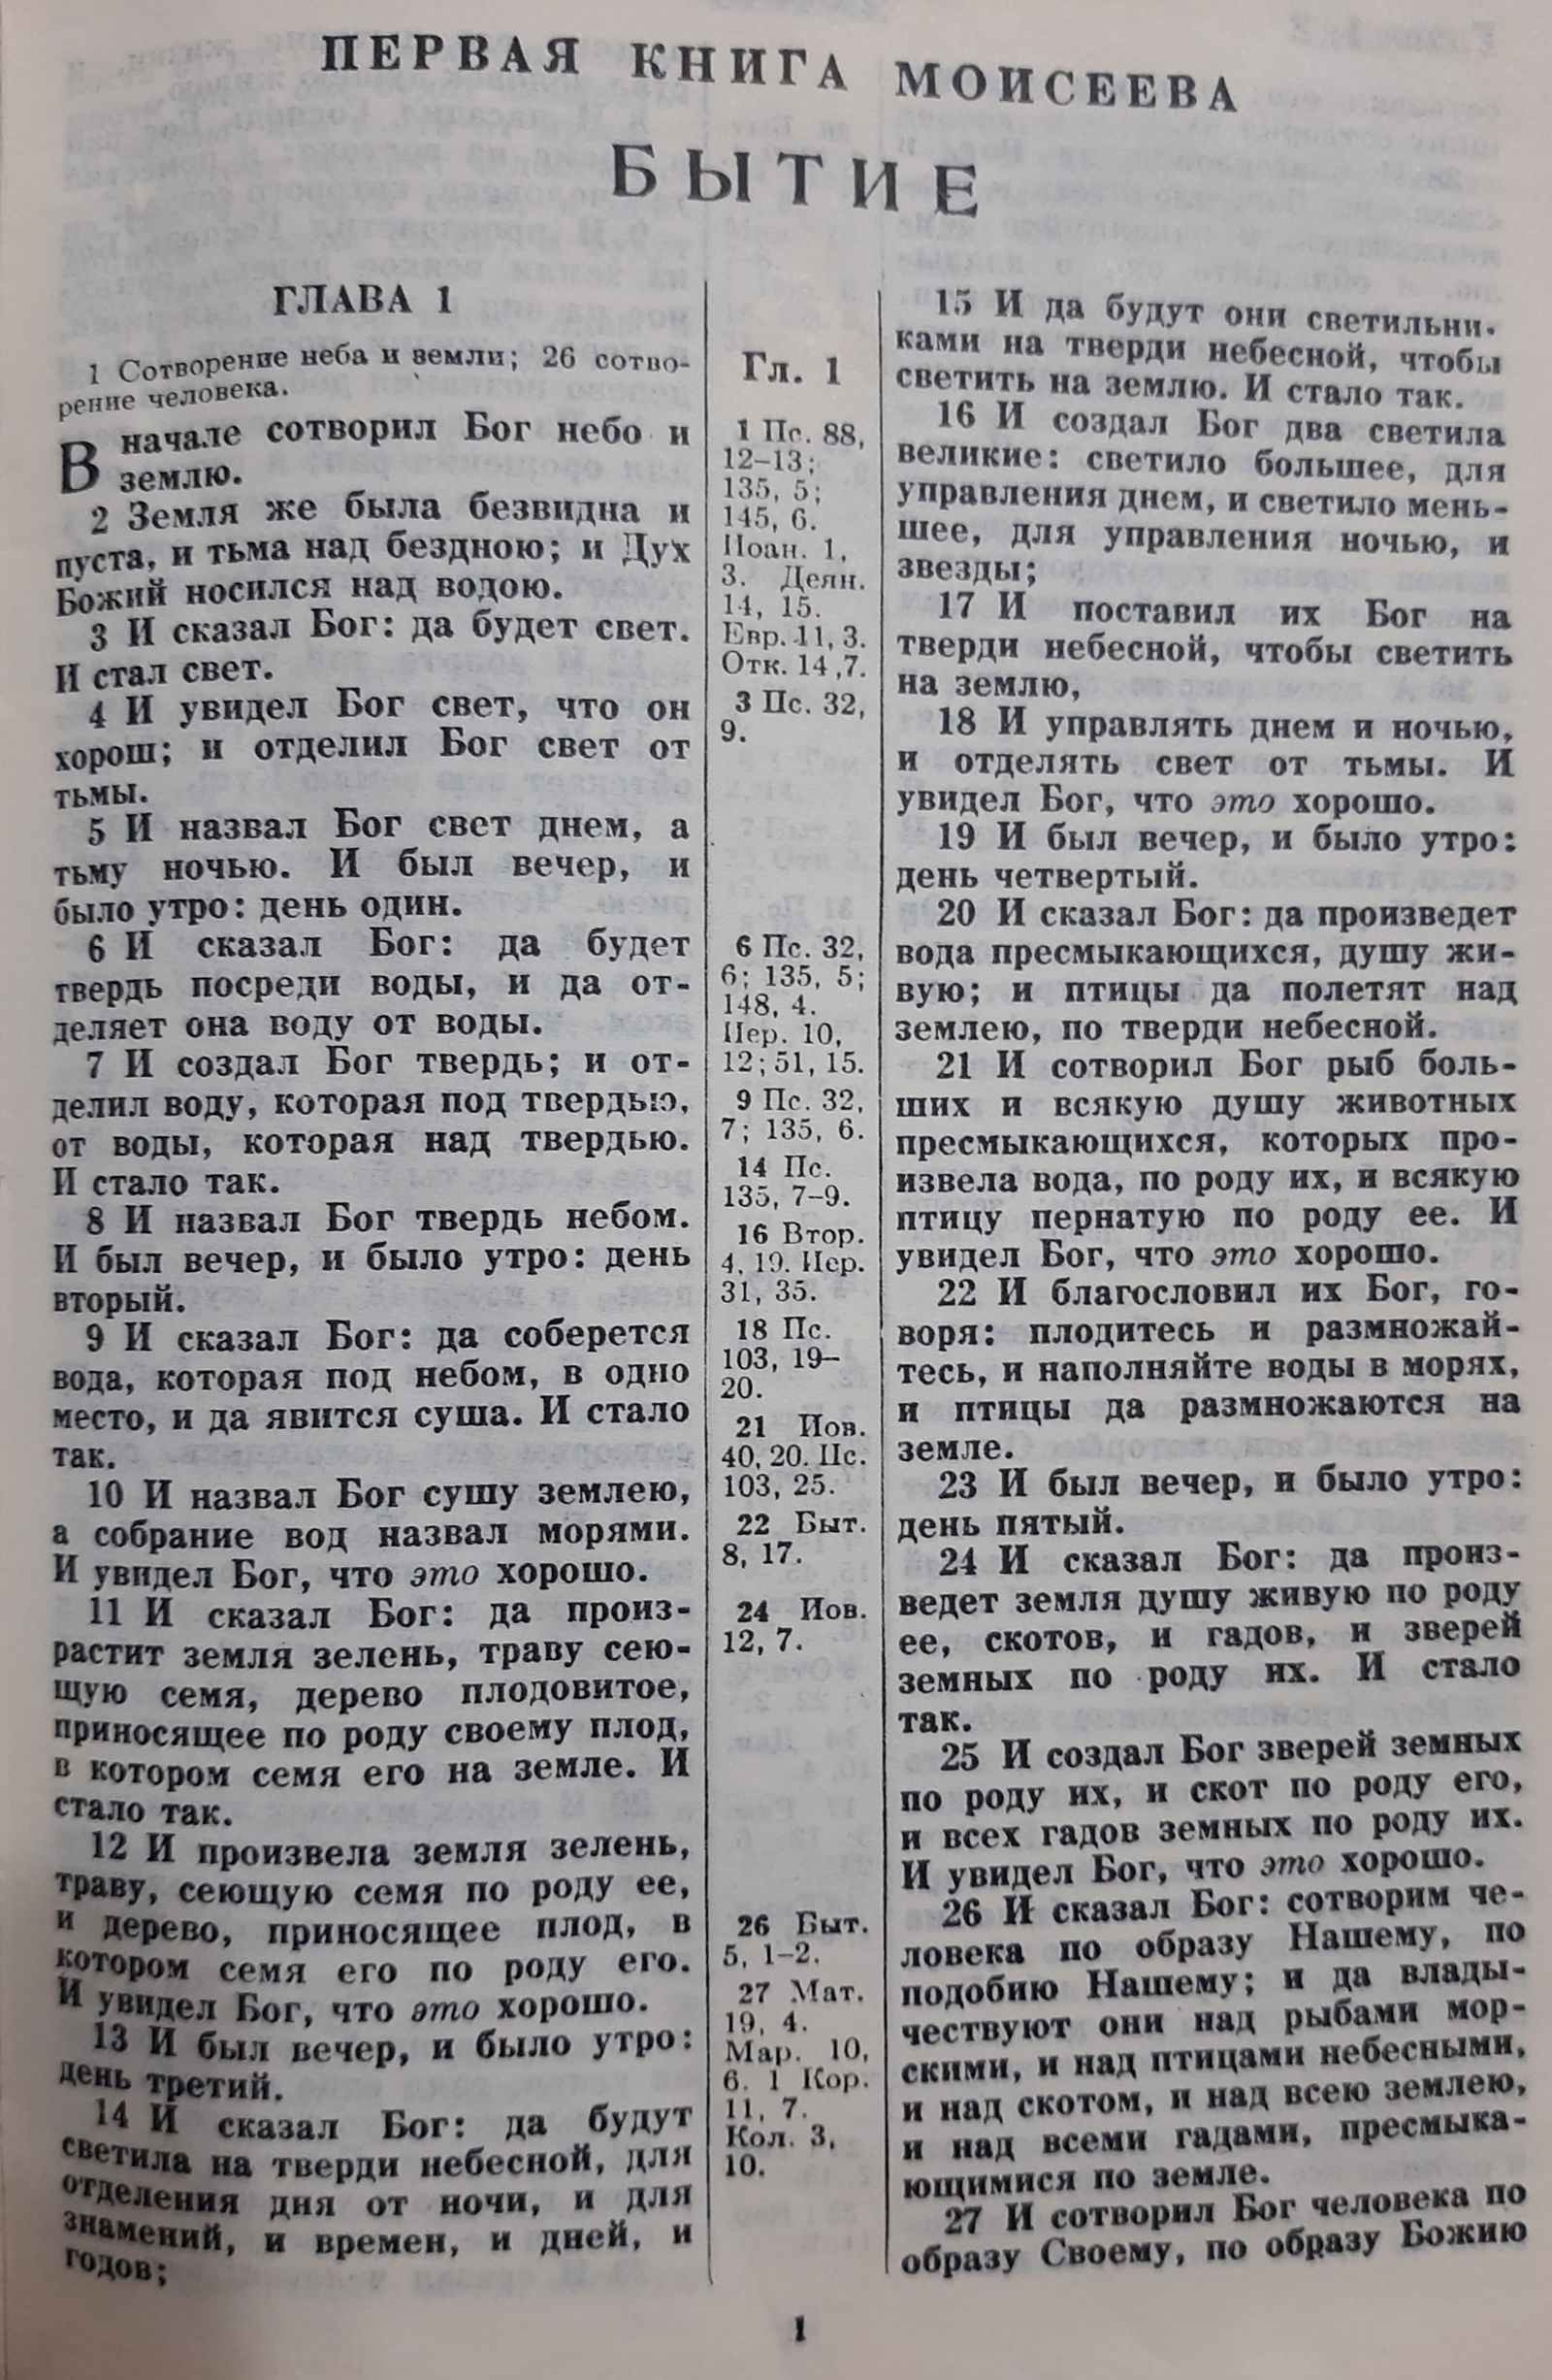 ПЕРВАЯ КНИГА МОИСЕЕВА
БЫТИЕ
ГЛАВА 1
1 Сотворение неба и земли; 26 сотво-
рение человека.
В начале сотворил Бог небо и
землю.
2 Земля же была безвидна и
пуста, и тьма над бездною; и Дух
Божий носился над водою.
3 И сказал Бог: да будет свет.
И стал свет.
4 И увидел Бог свет, что он
хорош; и отделил Бог свет от
тьмы.
5 И назвал Бог свет днем, а
тьму ночью. И был вечер, и
было утро: день один.
6 И сказал Бог: да будет
твердь посреди воды, и да от-
деляет она воду от воды.
7 И создал Бог твердь; и от-
делил воду, которая под твердью,
от воды, которая над твердью.
И стало так.
8 И назвал Бог твердь небом.
И был вечер, и было утро: день
вторый.
9 И сказал Бог: да соберется
вода, которая под небом, в одно
место, и да явится суша. И стало
так.
10 И назвал Бог сушу землею,
а собрание вод назвал морями.
И увидел Бог, что это хорошо.
11 И сказал Бог: да произ-
растит земля зелень, траву сею-
щую семя, дерево плодовитое,
приносящее по роду своему плод,
в котором семя его на земле. И
стало так.
12 И произвела земля зелень,
траву, сеющую семя по роду ее,
и дерево, приносящее плод, в
котором семя его по роду его.
И увидел Бог, что это хорошо.
13 И был вечер, и было утро:
день третий.
14 И сказал Бог: да будут
светила на тверди небесной, для
отделения дня от ночи, и для
знамений, и времен, и дней, и
годов;
Гл. 1
1 Пс. 88,
12–13;
135, 5;
145, 6.
Иоан. 1,
3. Деян.
14, 15.
Евр. 11, 3.
Отк. 14,7.
3 Пс. 32,
9.
6 Пс. 32,
6; 135, 5;
148, 4.
Иер. 10,
12; 51, 15.
9 Пс. 32,
7; 135, 6.
14 Пс.
135, 7–9.
16 Втор.
4, 19. Иер.
31, 35.
18 Пс.
103, 19–
20.
21 Иов.
40, 20. Пс.
103, 25.
22 Быт.
8, 17.
24 Иов.
12, 7.
26 Быт.
5, 1–2.
27 Мат.
19, 4.
Мар. 10,
6. 1 Кор.
11, 7.
Кол. 3,
10.
15 И да будут они светильни-
ками на тверди небесной, чтобы
светить на землю. И стало так.
16 И создал Бог два светила
великие: светило большее, для
управления днем, и светило мень-
шее, для управления ночью, и
звезды;
17 И поставил их Бог на
тверди небесной, чтобы светить
на землю,
18 И управлять днем и ночью,
и отделять свет от тьмы. И
увидел Бог, что это хорошо.
19 И был вечер, и было утро:
день четвертый.
20 И сказал Бог: да произведет
вода пресмыкающихся, душу жи-
вую; и птицы да полетят над
землею, по тверди небесной.
21 И сотворил Бог рыб боль-
ших и всякую душу животных
пресмыкающихся, которых про-
извела вода, по роду их, и всякую
птицу пернатую по роду ее. И
увидел Бог, что это хорошо.
22 И благословил их Бог, го-
воря: плодитесь и размножай-
тесь, и наполняйте воды в морях,
и птицы да размножаются на
земле.
23 И был вечер, и было утро:
день пятый.
24 И сказал Бог: да произ-
ведет земля душу живую по роду
ее, скотов, и гадов, и зверей
земных по роду их. И стало
так.
25 И создал Бог зверей земных
по роду их, и скот по роду его,
и всех гадов земных по роду их.
И увидел Бог, что это хорошо.
26 И сказал Бог: сотворим че-
ловека по образу Нашему, по
подобию Нашему; и да влады-
чествуют они над рыбами мор-
скими, и над птицами небесными,
и над скотом, и над всею землею,
и над всеми гадами, пресмыка-
ющимися по земле.
27 И сотворил Бог человека по
образу Своему, по образу Божию
1